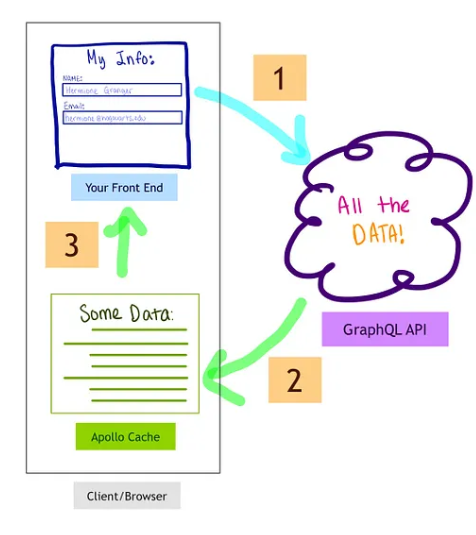 My Info:
NAME:
Hermione Granger
Email:
hermione@hogwarts.edu
Your Front End
1
All the
DATA!
GraphQL API
2
Some Data:
Apollo Cache
3
Client/Browser